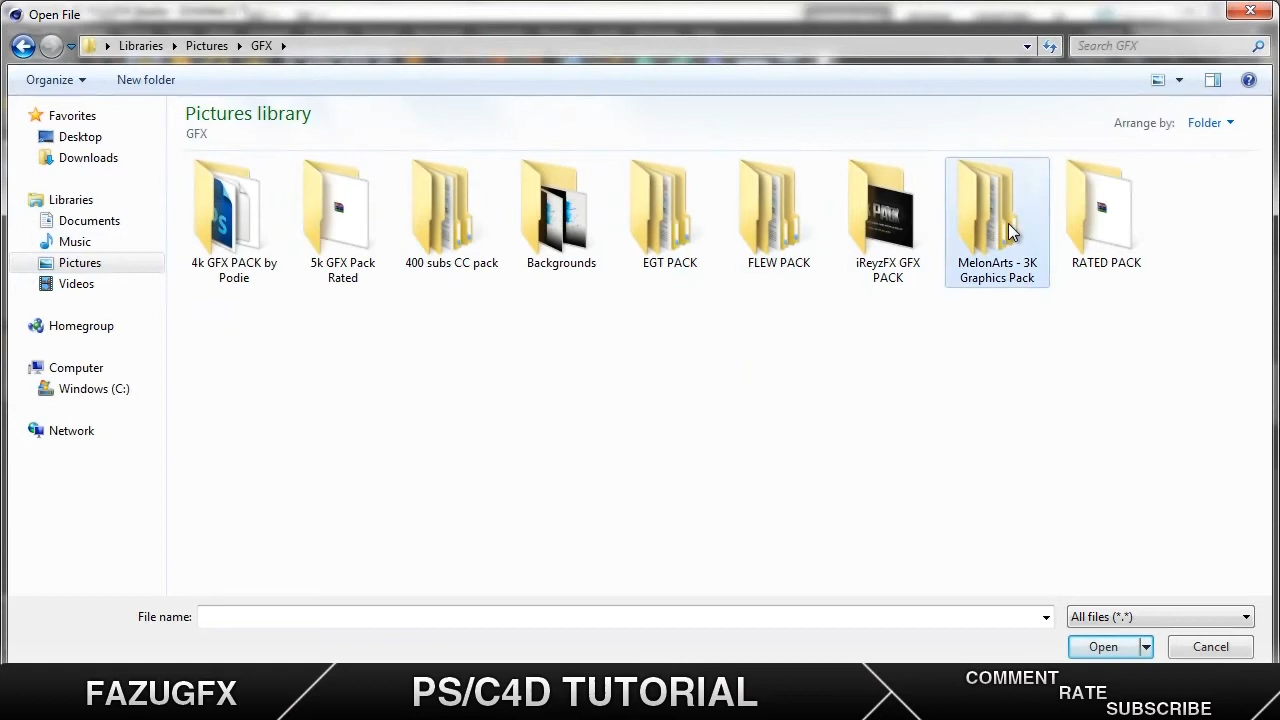 Open File
Libraries
Pictures
GFX
Search GFX
Organize
New folder
Favorites
Desktop
Downloads
Libraries
Documents
Music
Pictures
Videos
Homegroup
Computer
Windows (C:)
Network
Pictures library
GFX
Arrange by:
Folder
PS
4k GFX PACK by
Podie
5k GFX Pack
Rated
400 subs CC pack
Backgrounds
EGT PACK
FLEW PACK
PACK
iReyzFX GFX
PACK
MelonArts - 3K
Graphics Pack
RATED PACK
File name:
All files (*.*)
Open
Cancel
FAZUGFX
PS/C4D TUTORIAL
COMMENT
RATE
SUBSCRIBE